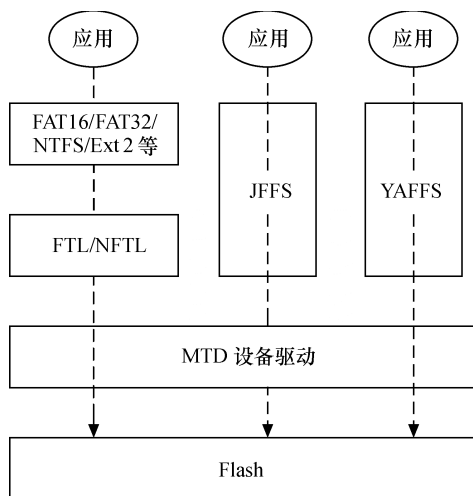 应用
应用
应用
FAT16/FAT32/
NTFS/Ext 2 等
JFFS
YAFFS
FTL/NFTL
MTD 设备驱动
Flash